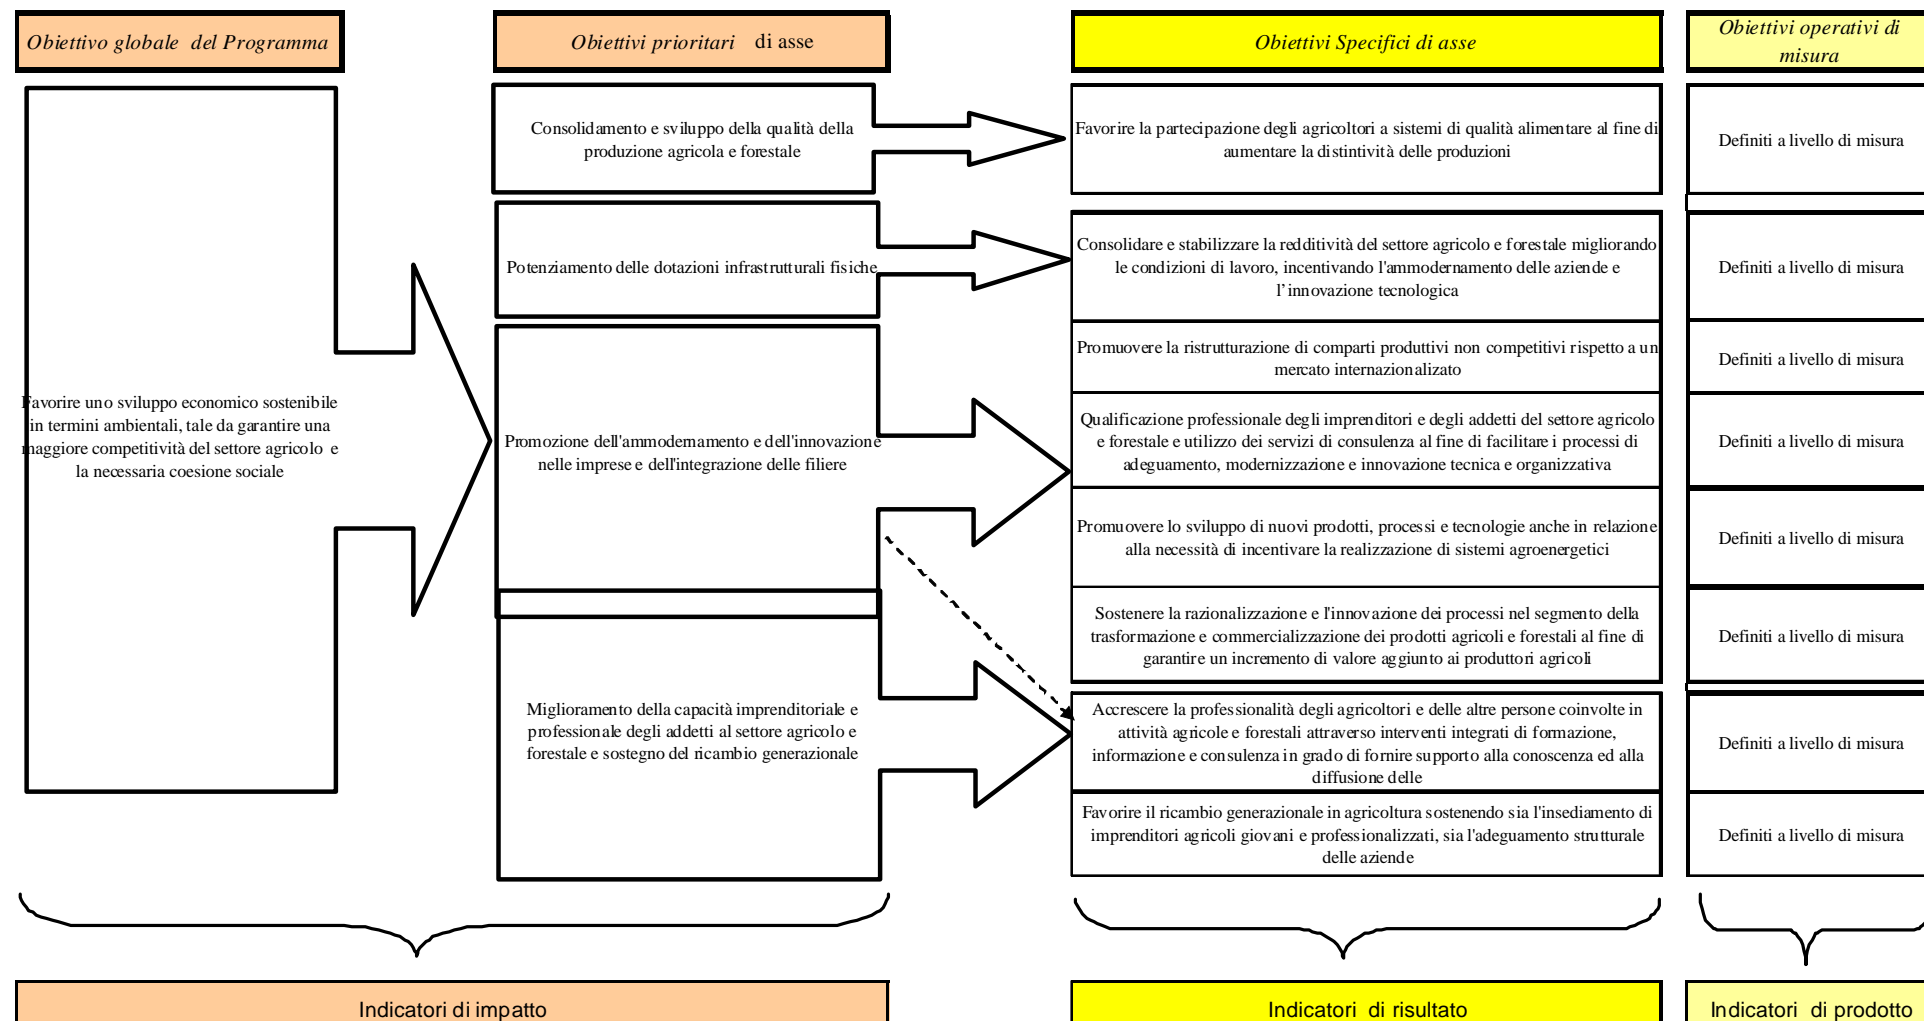 Obiettivo globale del Programma
Obiettivi prioritari di asse
Obiettivi Specifici di asse
Obiettivi operativi di
misura
Favorire uno sviluppo economico sostenibile
in termini ambientali, tale da garantire una
maggiore competitività del settore agricolo e
la necessaria coesione sociale
Consolidamento e sviluppo della qualità della
produzione agricola e forestale
Potenziamento delle dotazioni infrastrutturali fisiche
Promozione dell'ammodernamento e dell'innovazione
nelle imprese e dell'integrazione delle filiere
Miglioramento della capacità imprenditoriale e
professionale degli addetti al settore agricolo e
forestale e sostegno del ricambio generazionale
Favorire la partecipazione degli agricoltori a sistemi di qualità alimentare al fine di
aumentare la distintività delle produzioni
Consolidare e stabilizzare la redditività del settore agricolo e forestale migliorando
le condizioni di lavoro, incentivando l'ammodernamento delle aziende e
l’innovazione tecnologica
Promuovere la ristrutturazione di comparti produttivi non competitivi rispetto a un
mercato internazionalizato
Qualificazione professionale degli imprenditori e degli addetti del settore agricolo
e forestale e utilizzo dei servizi di consulenza al fine di facilitare i processi di
adeguamento, modernizzazione e innovazione tecnica e organizzativa
Promuovere lo sviluppo di nuovi prodotti, processi e tecnologie anche in relazione
alla necessità di incentivare la realizzazione di sistemi agroenergetici
Sostenere la razionalizzazione e l'innovazione dei processi nel segmento della
trasformazione e commercializzazione dei prodotti agricoli e forestali al fine di
garantire un incremento di valore aggiunto ai produttori agricoli
Accrescere la professionalità degli agricoltori e delle altre persone coinvolte in
attività agricole e forestali attraverso interventi integrati di formazione,
informazione e consulenza in grado di fornire supporto alla conoscenza ed alla
diffusione delle
Favorire il ricambio generazionale in agricoltura sostenendo sia l'insediamento di
imprenditori agricoli giovani e professionalizzati, sia l'adeguamento strutturale
delle aziende
Definiti a livello di misura
Definiti a livello di misura
Definiti a livello di misura
Definiti a livello di misura
Definiti a livello di misura
Definiti a livello di misura
Definiti a livello di misura
Definiti a livello di misura
Indicatori di impatto
Indicatori di risultato
Indicatori di prodotto